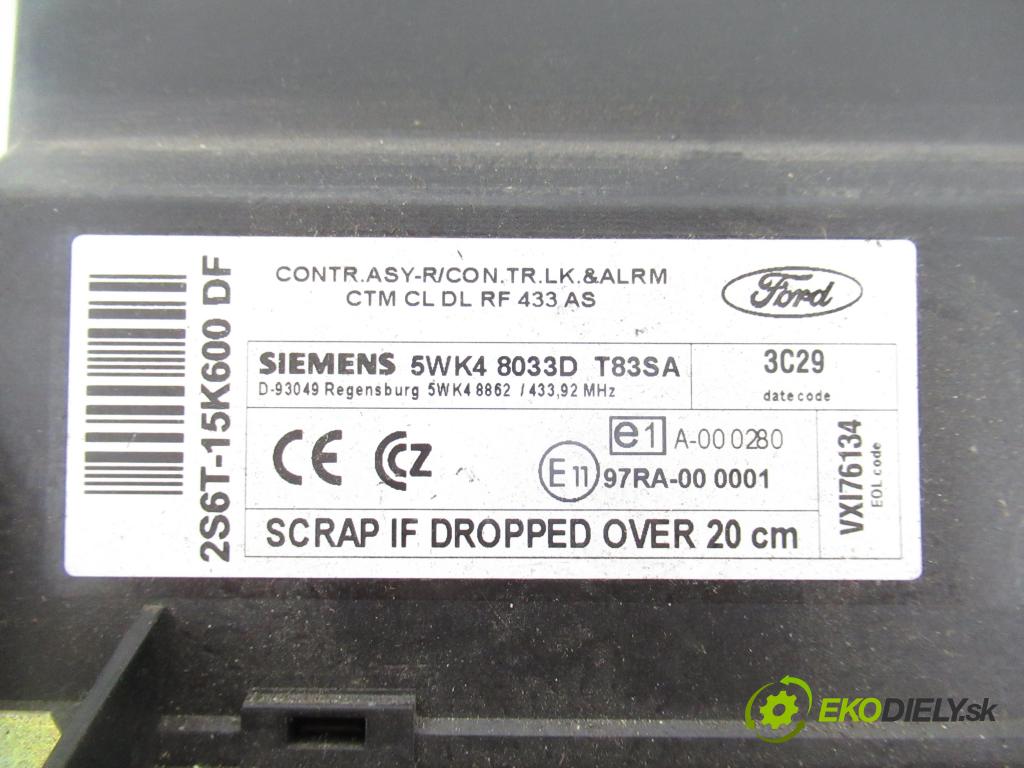 2S6T-15K600 DF
CONTR.ASY-R/CON.TR.LK.&ALRM
CTM CL DL RF 433 AS
Ford
SIEMENS 5WK4 8033D T83SA
D-93049 Regensburg 5WK4 8862 / 433,92 MHz
3C29
date code
CE CZ
e1 A-00 0280
E11 97RA-00 0001
VXI76134
EOL code
SCRAP IF DROPPED OVER 20 cm
EKODIELY.sk